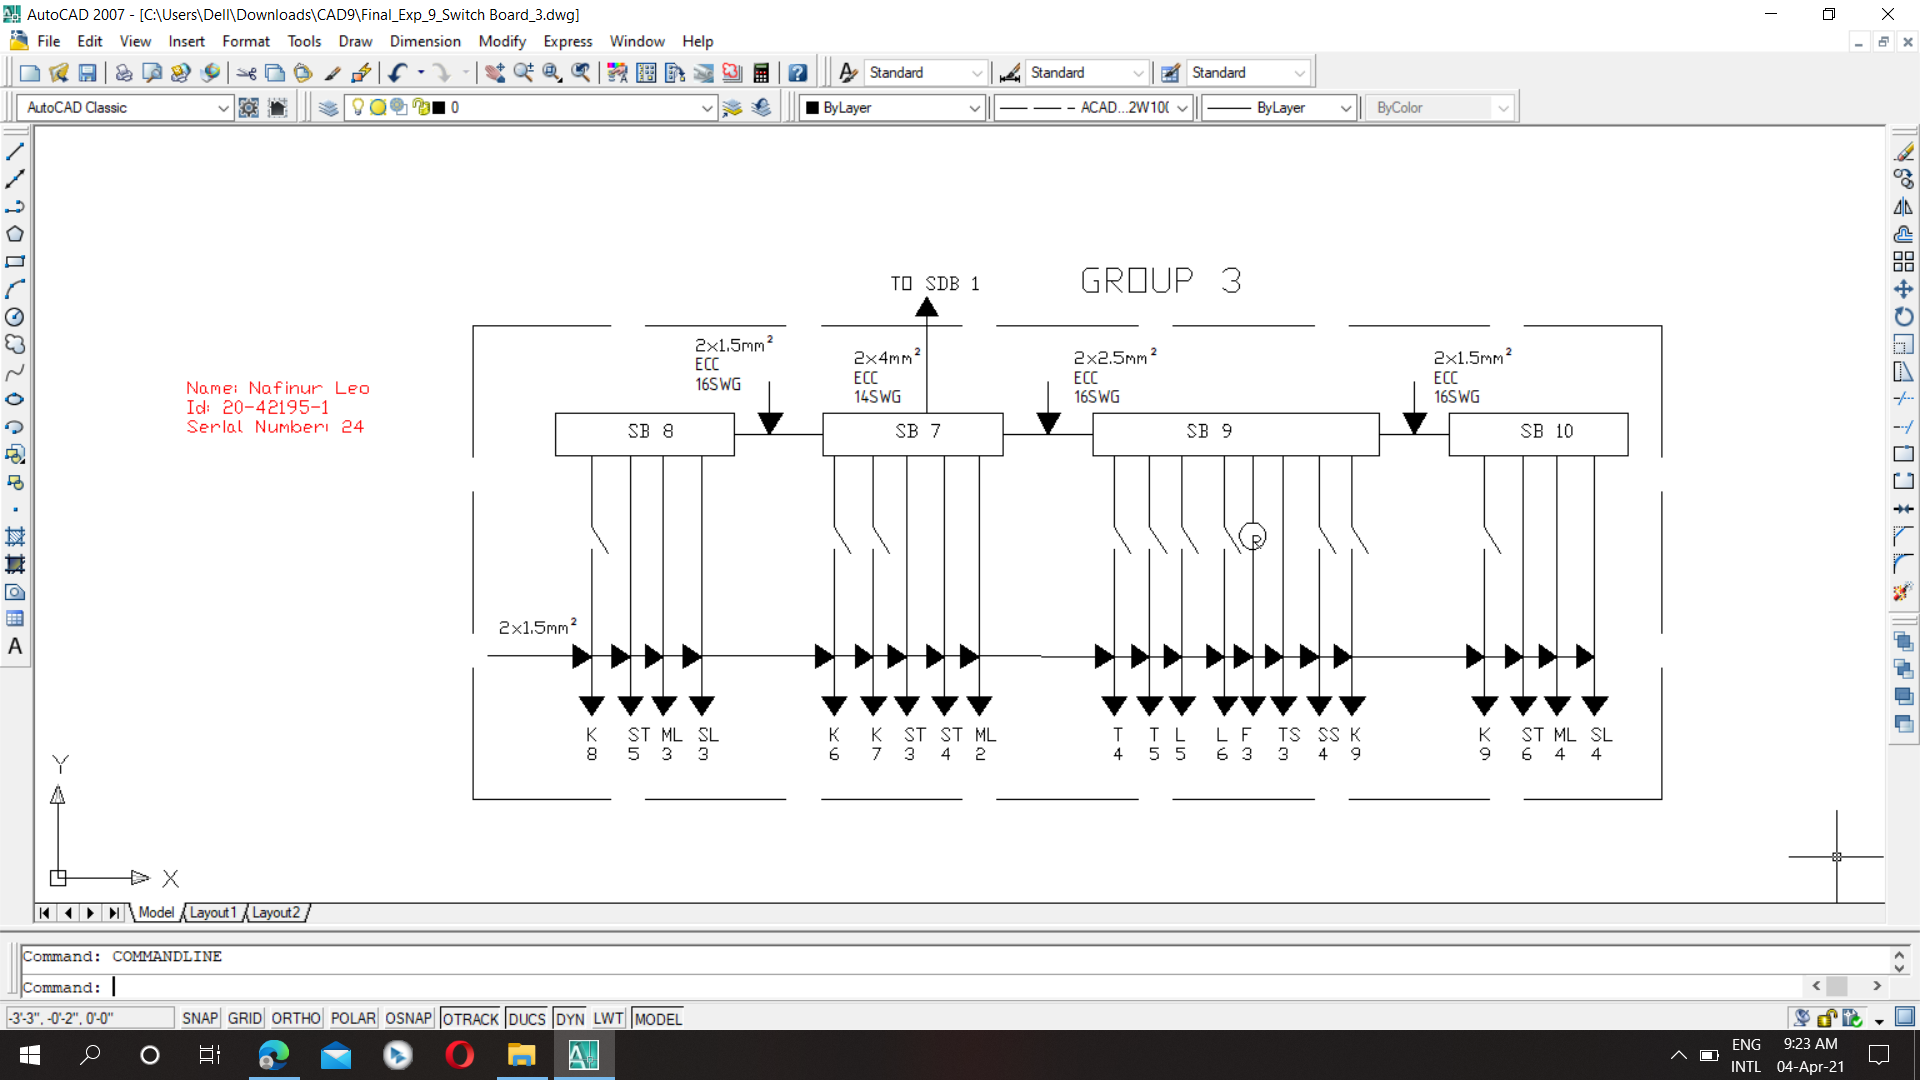 AutoCAD 2007 - [C:\Users\Dell\Downloads\CAD9\Final_Exp_9_Switch Board_3.dwg]
File Edit View Insert Format Tools Draw Dimension Modify Express Window Help
Standard Standard Standard
AutoCAD Classic 0 ByLayer ACAD...2W100 ByLayer ByColor
TO SDB 1 GROUP 3
2x1.5mm²
ECC
16SWG
2x4mm²
ECC
14SWG
2x2.5mm²
ECC
16SWG
2x1.5mm²
ECC
16SWG
Name: Nafinur Leo
Id: 20-42195-1
Serial Number: 24
SB 8 SB 7 SB 9 SB 10
R
2x1.5mm²
K ST ML SL K K ST ST ML T T L L F TS SS K K ST ML SL
8 5 3 3 6 7 3 4 2 4 5 5 6 3 3 4 9 9 6 4 4
Y
X
Model Layout1 Layout2
Command: COMMANDLINE
Command:
-3'-3", -0'-2", 0'-0" SNAP GRID ORTHO POLAR OSNAP OTRACK DUCS DYN LWT MODEL
ENG 9:23 AM
INTL 04-Apr-21